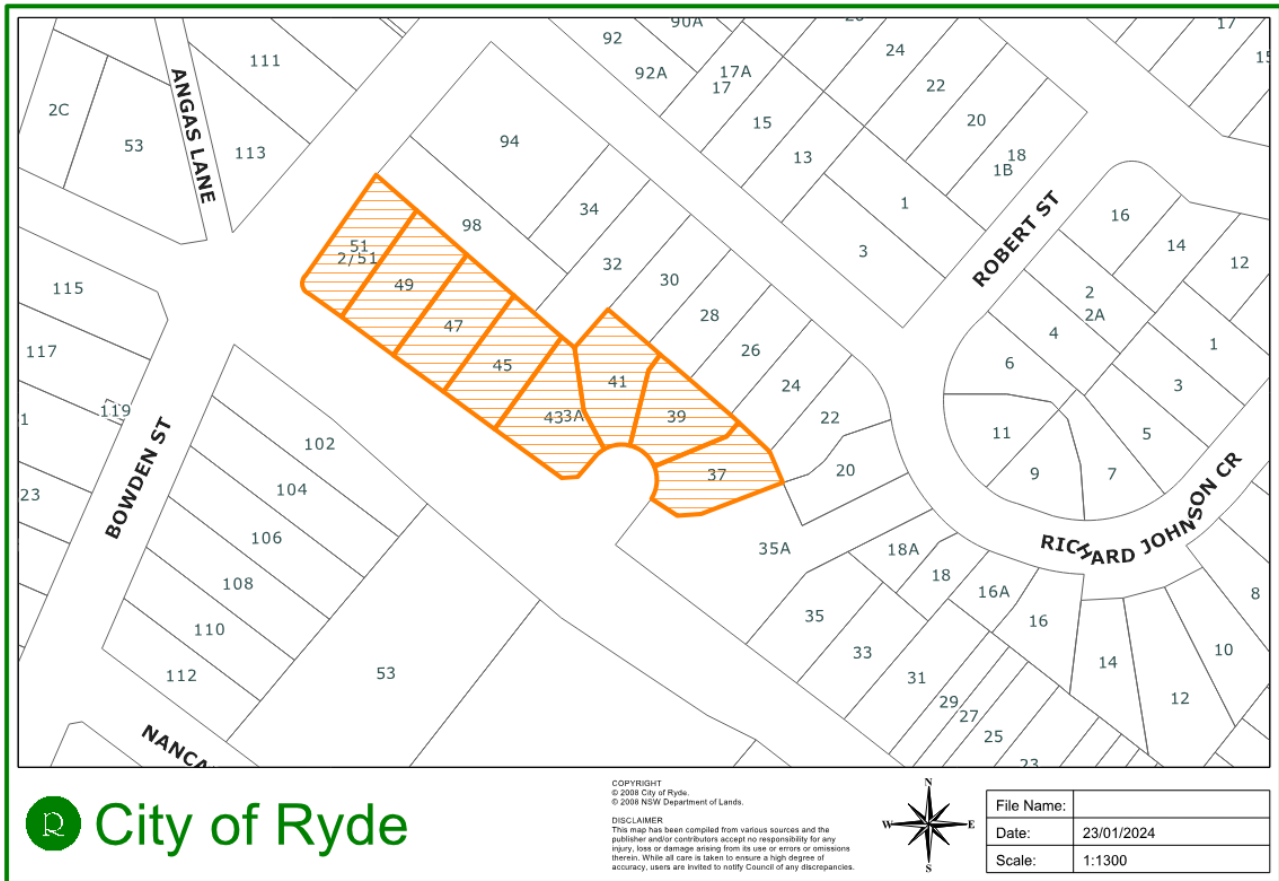 90A
92
92A
17A
17
15
13
24
22
20
18
1B
1
3
17
111
113
ANGAS LANE
2C
53
94
98
34
32
30
28
26
24
22
20
ROBERT ST
16
14
12
2
2A
4
6
1
3
5
7
9
11
RICHARD JOHNSON CR
51
2/51
49
47
45
41
39
37
115
117
119
1
23
BOWDEN ST
102
104
106
108
110
112
53
35A
35
33
31
29
27
25
23
18A
18
16A
16
14
12
10
8
City of Ryde
COPYRIGHT
© 2008 City of Ryde.
© 2008 NSW Department of Lands.
DISCLAIMER
This map has been compiled from various sources and the
publisher and/or contributors accept no responsibility for any
injury, loss or damage arising from its use or errors or omissions
therein. While all care is taken to ensure a high degree of
accuracy, users are invited to notify Council of any discrepancies.
N
W
E
S
File Name:
Date: 23/01/2024
Scale: 1:1300